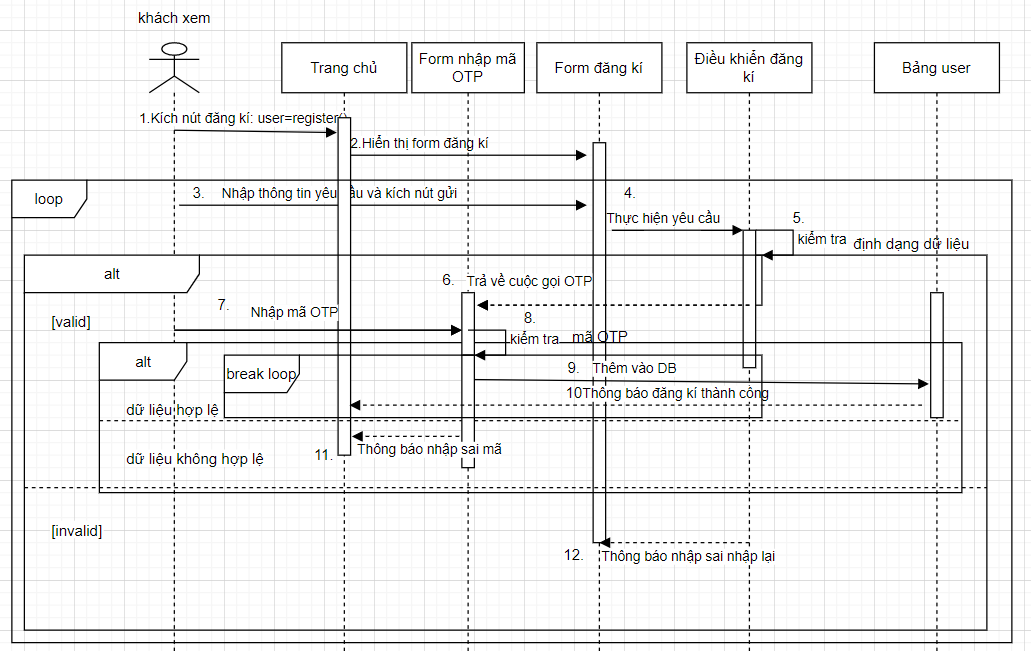 khách xem
Trang chủ
Form nhập mã
OTP
Form đăng kí
Điều khiển đăng
kí
Bảng user
1.Kích nút đăng kí: user=register()
2.Hiển thị form đăng kí
loop
3. Nhập thông tin yêu cầu và kích nút gửi
4.
Thực hiện yêu cầu
5.
kiểm tra định dạng dữ liệu
alt
6. Trả về cuộc gọi OTP
7. Nhập mã OTP
[valid]
8.
kiểm tra mã OTP
alt
break loop
9. Thêm vào DB
10Thông báo đăng kí thành công
dữ liệu hợp lệ
11. Thông báo nhập sai mã
dữ liệu không hợp lệ
[invalid]
12. Thông báo nhập sai nhập lại